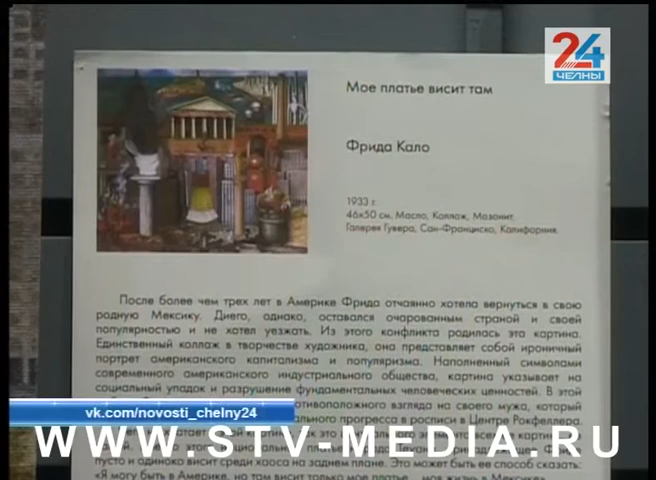 24
ЧЕЛНЫ
Мое платье висит там
Фрида Кало
1933 г.
46х50 см, Масло, Коллаж, Мазонит.
Галерея Гувера, Сан-Франциско, Калифорния.
После более чем трех лет в Америке Фрида отчаянно хотела вернуться в свою
родную Мексику. Диего, однако, оставался очарованным страной и своей
популярностью и не хотел уезжать. Из этого конфликта родилась эта картина.
Единственный коллаж в творчестве художника, она представляет собой ироничный
портрет американского капитализма и популяризма. Наполненный символами
современного американского индустриального общества, картина указывает на
социальный упадок и разрушение фундаментальных человеческих ценностей. В этой
противоположного взгляда на своего мужа, который
vk.com/novosti_chelny24
прогресса в росписи в Центре Рокфеллера.
WWW.STV-MEDIA.RU
пусто и одиноко висит среди хаоса на заднем плане. Это может быть ее способ сказать:
«Я могу быть в Америке, но там висит только мое платье... моя жизнь в Мексике»